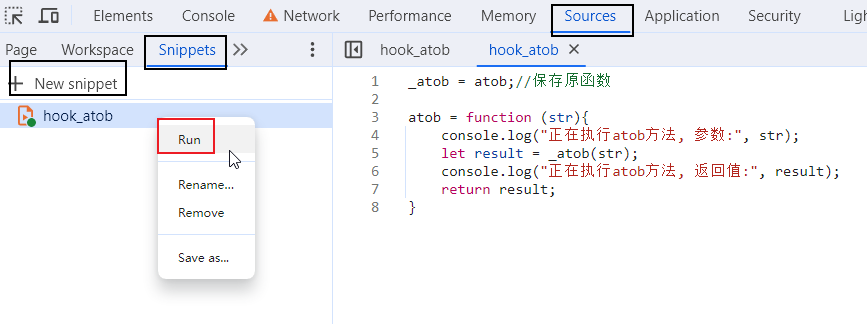 Elements Console Network Performance Memory Sources Application Security Ligh
Page Workspace Snippets
New snippet
hook_atob
Run
Rename...
Remove
Save as...
hook_atob hook_atob
1 _atob = atob;//保存原函数
2
3 atob = function (str){
4 console.log("正在执行atob方法, 参数:", str);
5 let result = _atob(str);
6 console.log("正在执行atob方法, 返回值:", result);
7 return result;
8 }